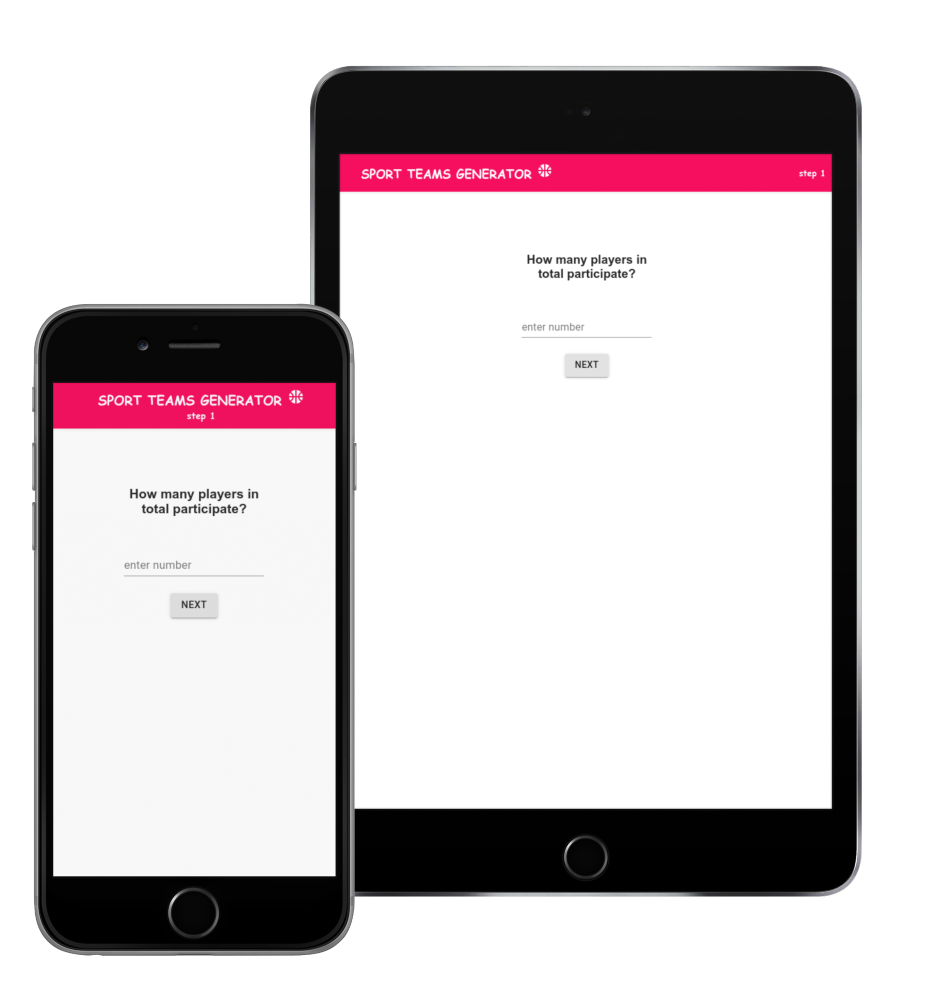 SPORT TEAMS GENERATOR
step 1
How many players in
total participate?
enter number
NEXT
SPORT TEAMS GENERATOR
step 1
How many players in
total participate?
enter number
NEXT